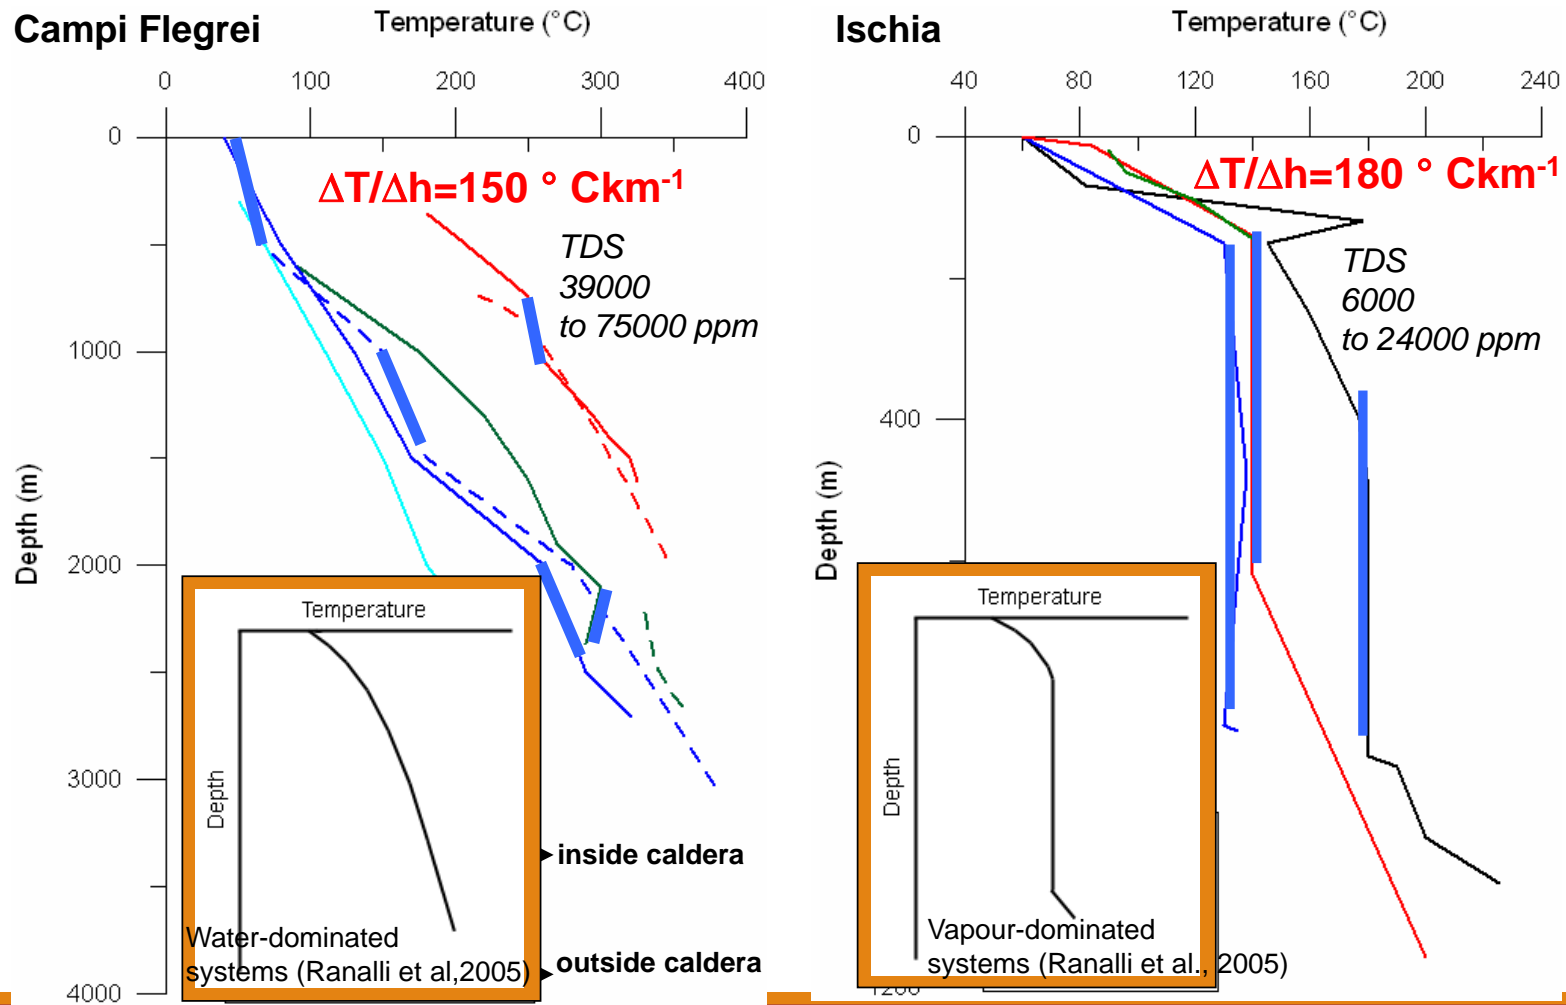 Campi Flegrei
Temperature (°C)
0 100 200 300 400
0
1000
2000
3000
4000
Depth (m)
ΔT/Δh=150 ° Ckm-1
TDS
39000
to 75000 ppm
Temperature
Depth
Water-dominated
systems (Ranalli et al,2005)
inside caldera
outside caldera
Ischia
Temperature (°C)
40 80 120 160 200 240
0
400
Depth (m)
ΔT/Δh=180 ° Ckm-1
TDS
6000
to 24000 ppm
Temperature
Depth
Vapour-dominated
systems (Ranalli et al., 2005)